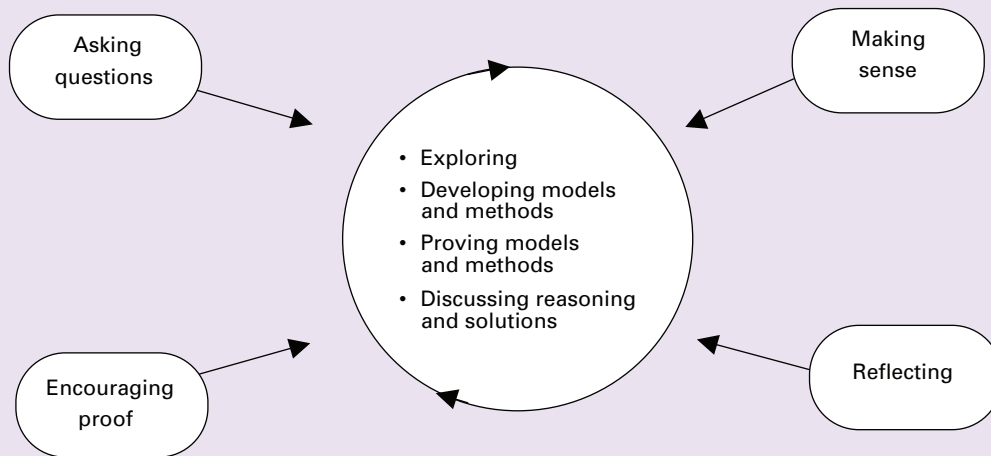 Asking
questions
Making
sense
• Exploring
• Developing models
and methods
• Proving models
and methods
• Discussing reasoning
and solutions
Encouraging
proof
Reflecting